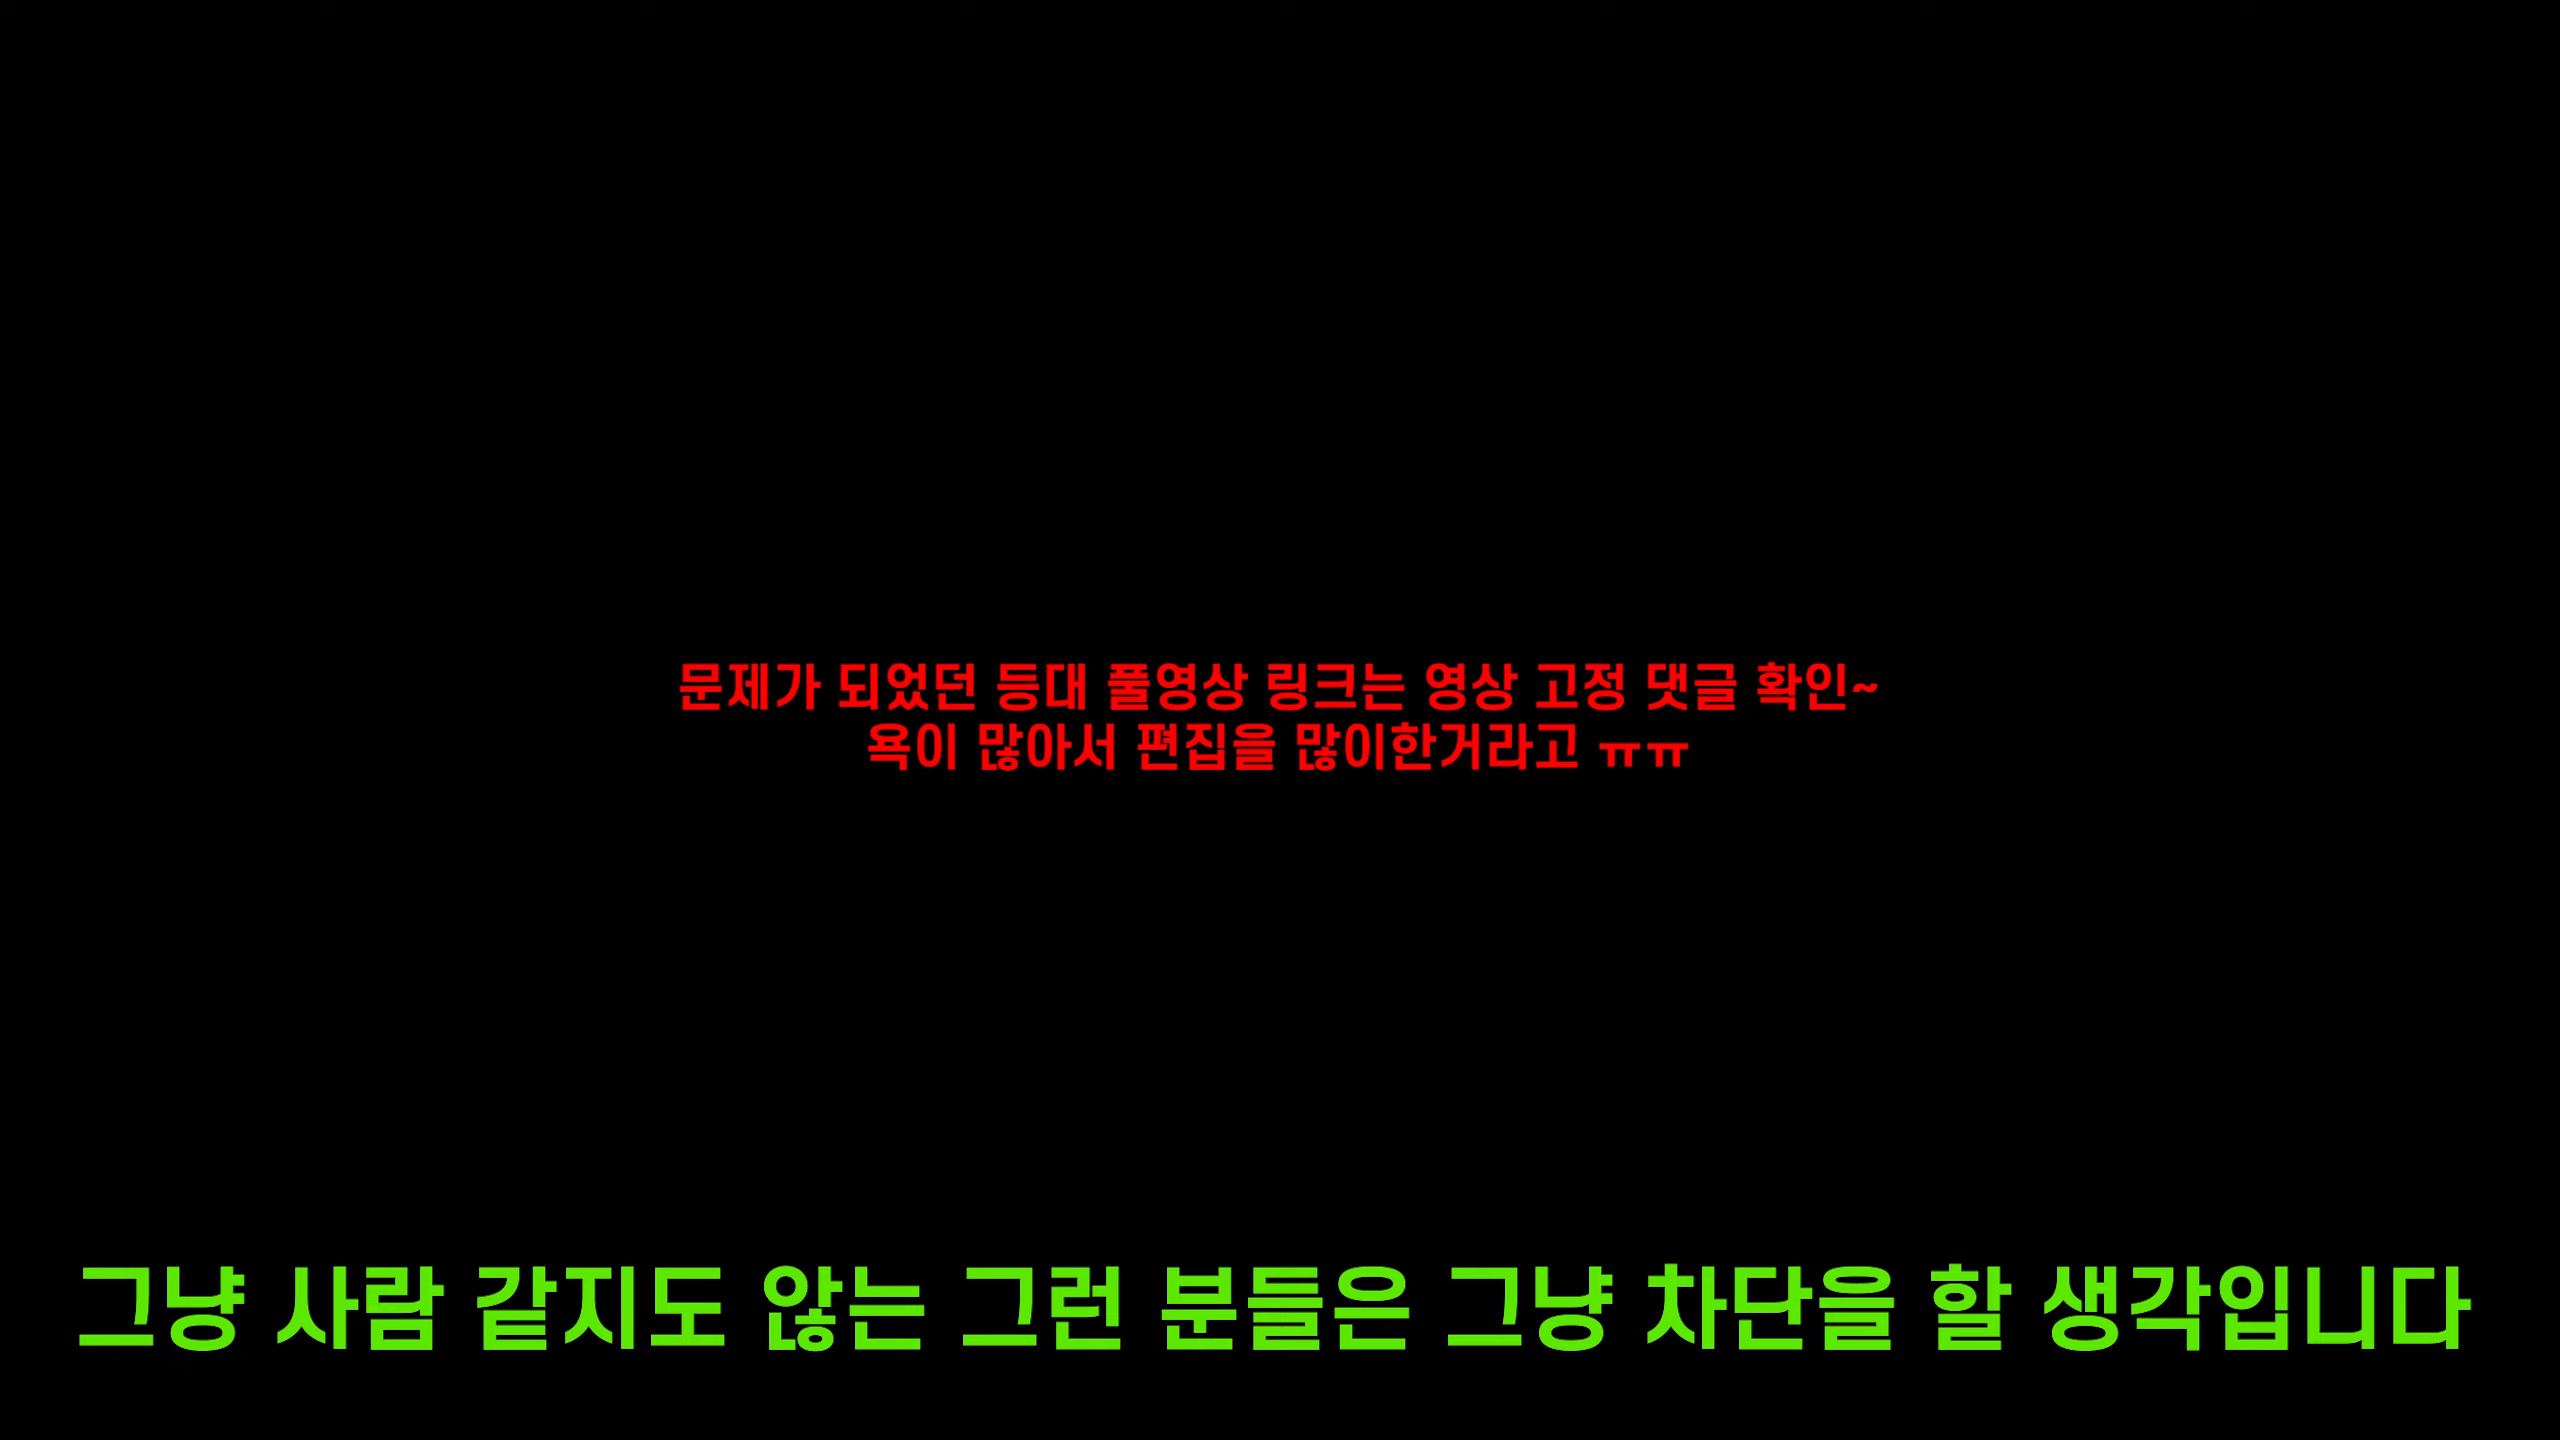 문제가 되었던 등대 풀영상 링크는 영상 고정 댓글 확인~
욕이 많아서 편집을 많이한거라고 ㅠㅠ
그냥 사람 같지도 않는 그런 분들은 그냥 차단을 할 생각입니다